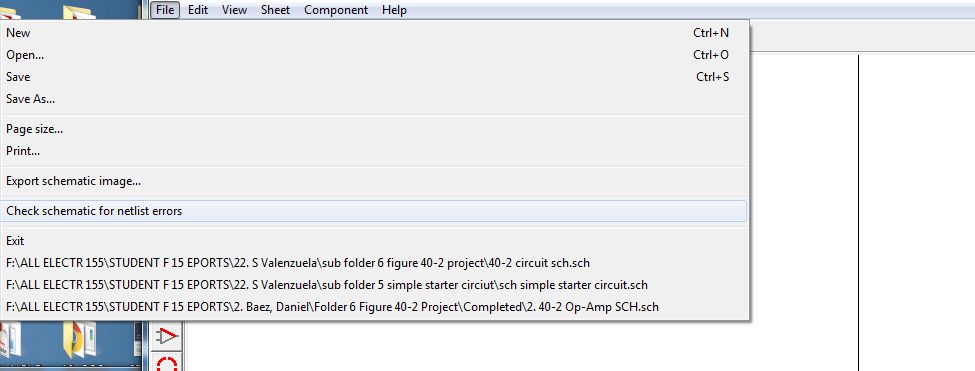 File Edit View Sheet Component Help
New Ctrl+N
Open... Ctrl+O
Save Ctrl+S
Save As...
Page size...
Print...
Export schematic image...
Check schematic for netlist errors
Exit
F:\ALL ELECTR 155\STUDENT F 15 EPORTS\22. S Valenzuela\sub folder 6 figure 40-2 project\40-2 circuit sch.sch
F:\ALL ELECTR 155\STUDENT F 15 EPORTS\22. S Valenzuela\sub folder 5 simple starter circiut\sch simple starter circuit.sch
F:\ALL ELECTR 155\STUDENT F 15 EPORTS\2. Baez, Daniel\Folder 6 Figure 40-2 Project\Completed\2. 40-2 Op-Amp SCH.sch